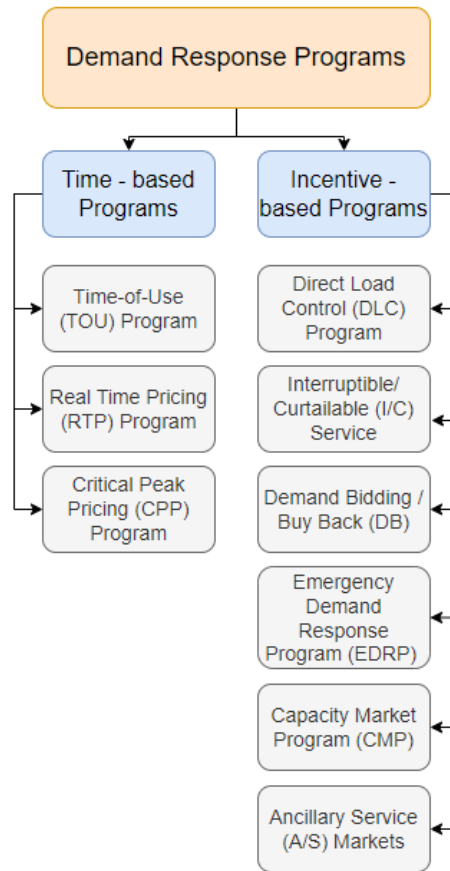 Demand Response Programs
Time - based
Programs
Incentive -
based Programs
Time-of-Use
(TOU) Program
Real Time Pricing
(RTP) Program
Critical Peak
Pricing (CPP)
Program
Direct Load
Control (DLC)
Program
Interruptible/
Curtailable (I/C)
Service
Demand Bidding /
Buy Back (DB)
Emergency
Demand
Response
Program (EDRP)
Capacity Market
Program (CMP)
Ancillary Service
(A/S) Markets